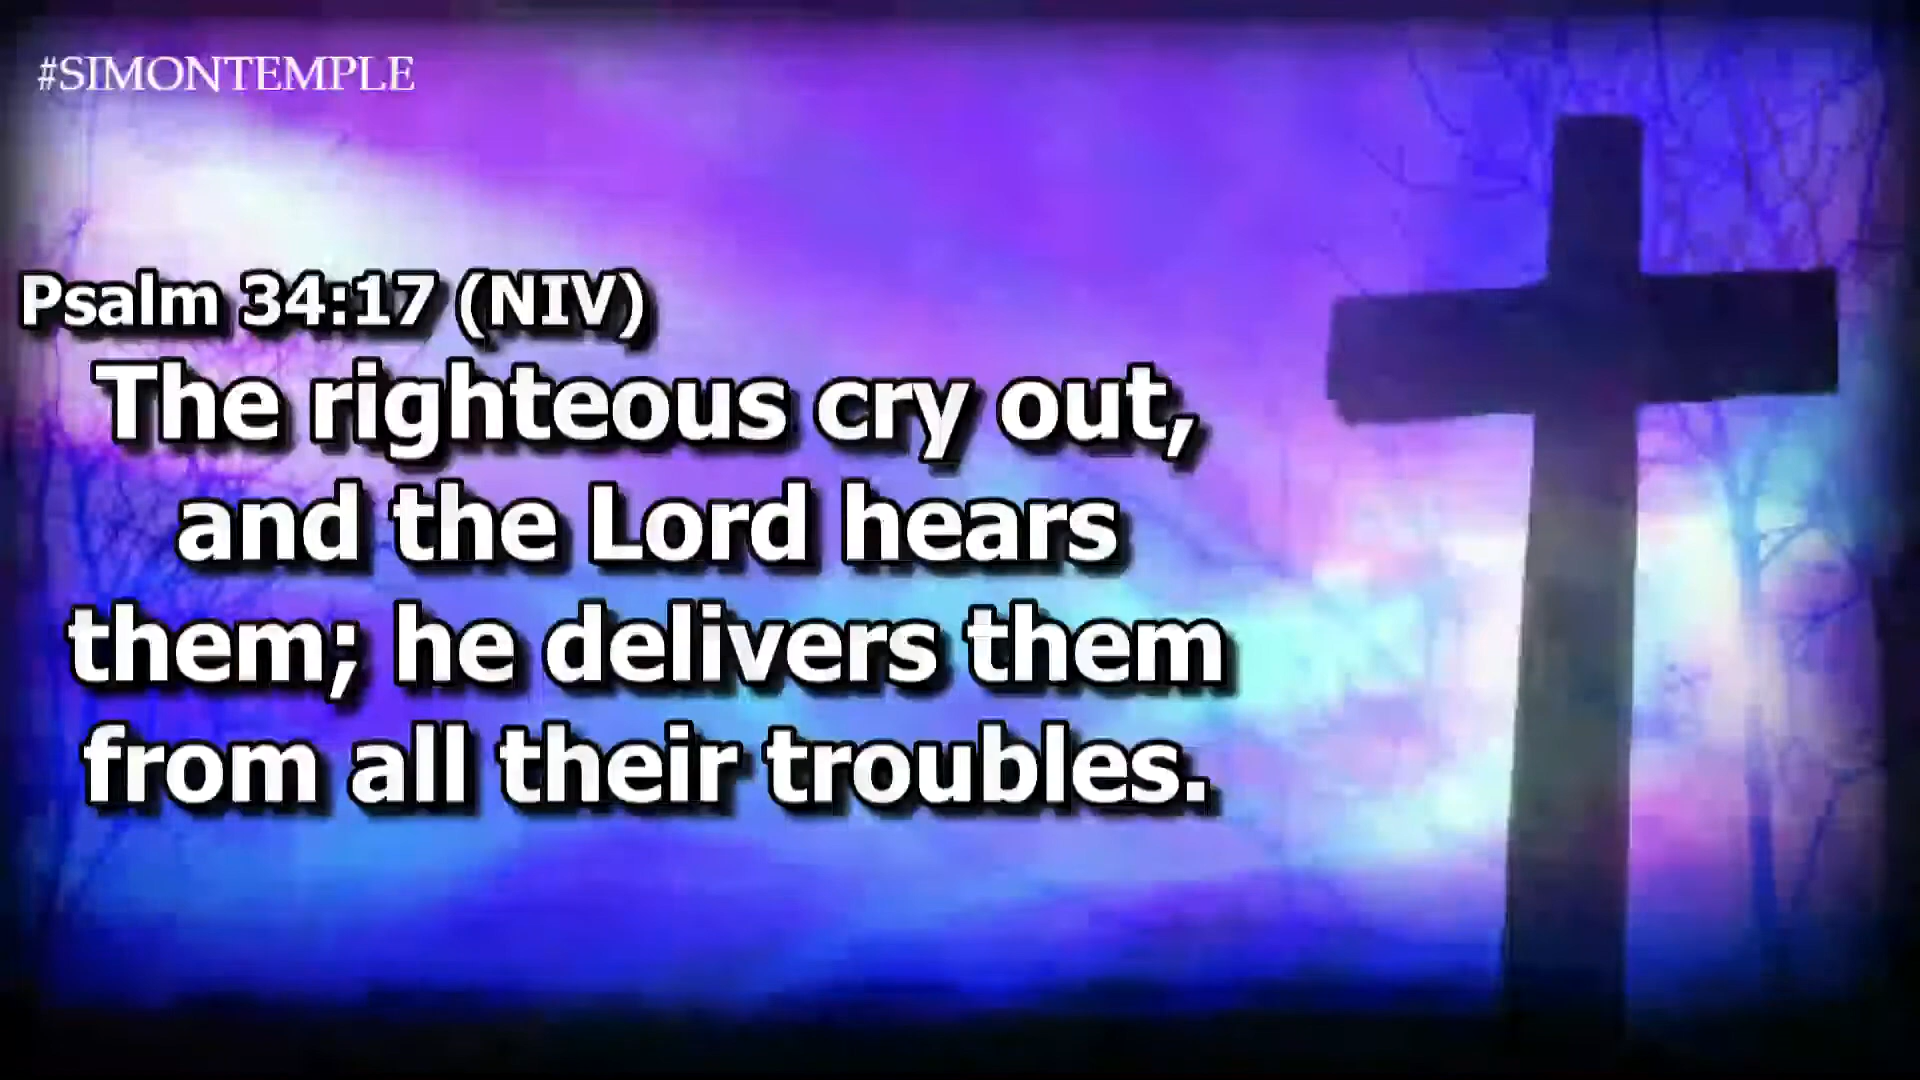 #SIMONTEMPLE
Psalm 34:17 (NIV)
The righteous cry out,
and the Lord hears
them; he delivers them
from all their troubles.